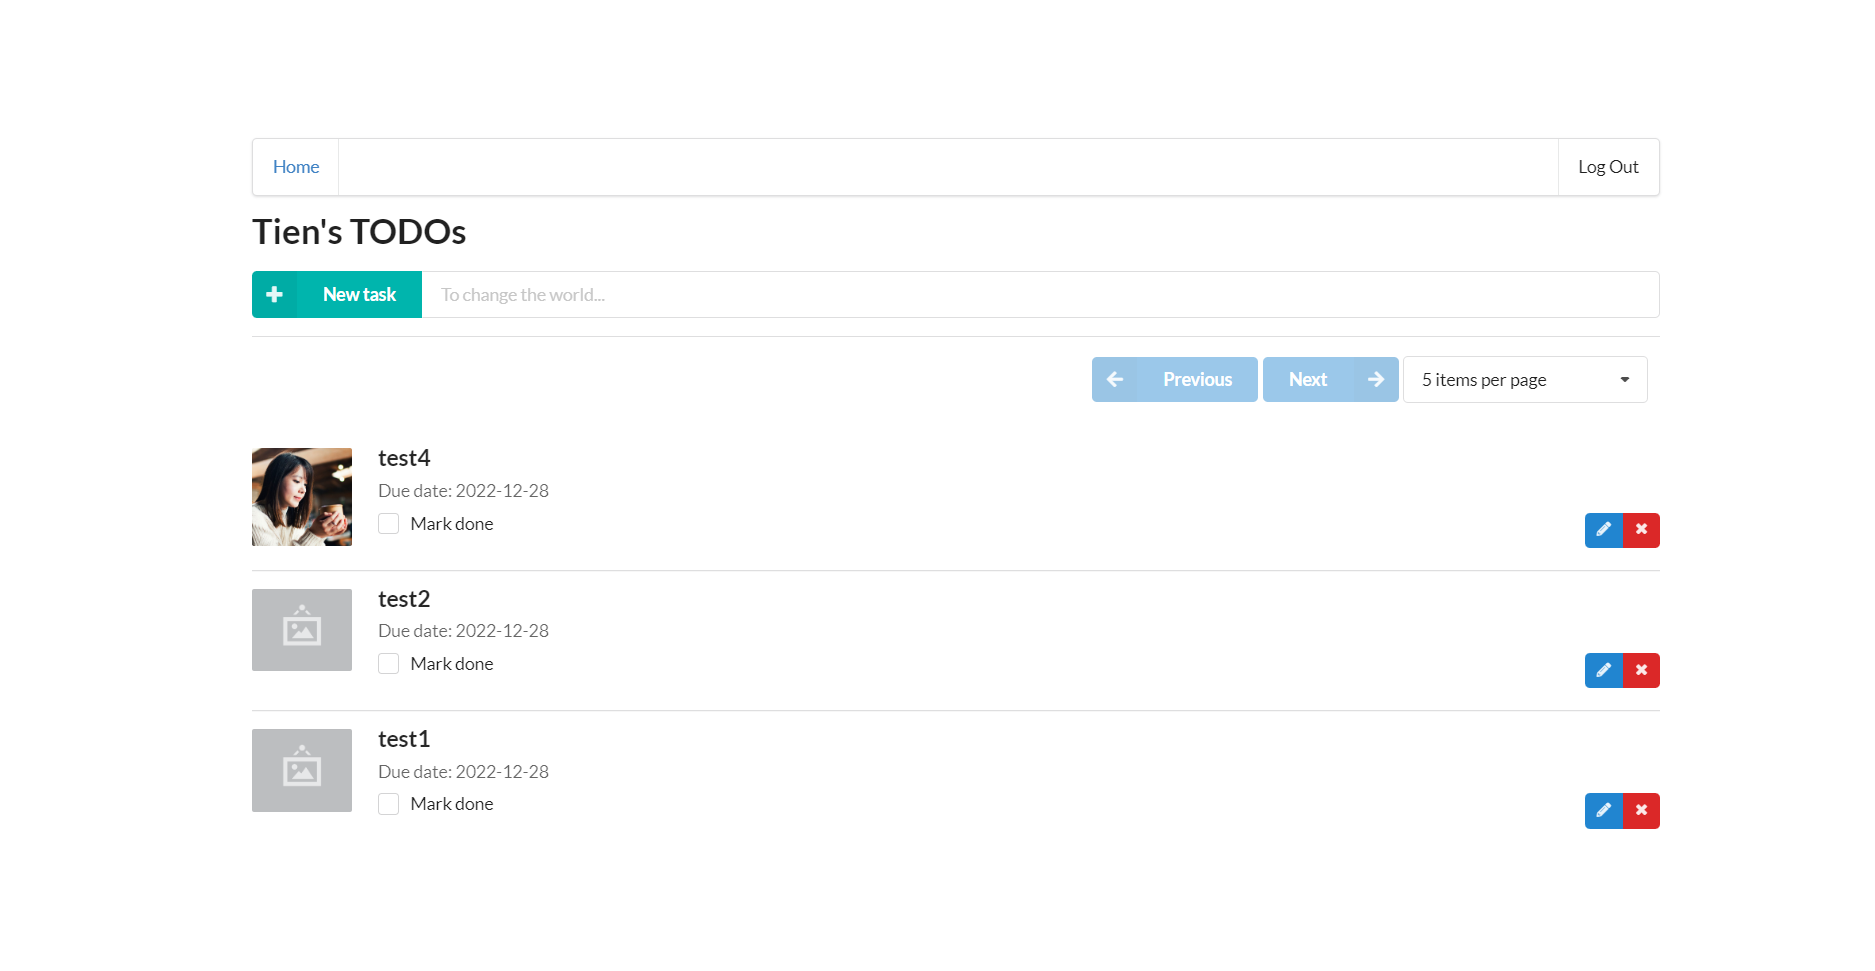 Home
Log Out
Tien's TODOs
New task
To change the world...
Previous
Next
5 items per page
test4
Due date: 2022-12-28
Mark done
test2
Due date: 2022-12-28
Mark done
test1
Due date: 2022-12-28
Mark done